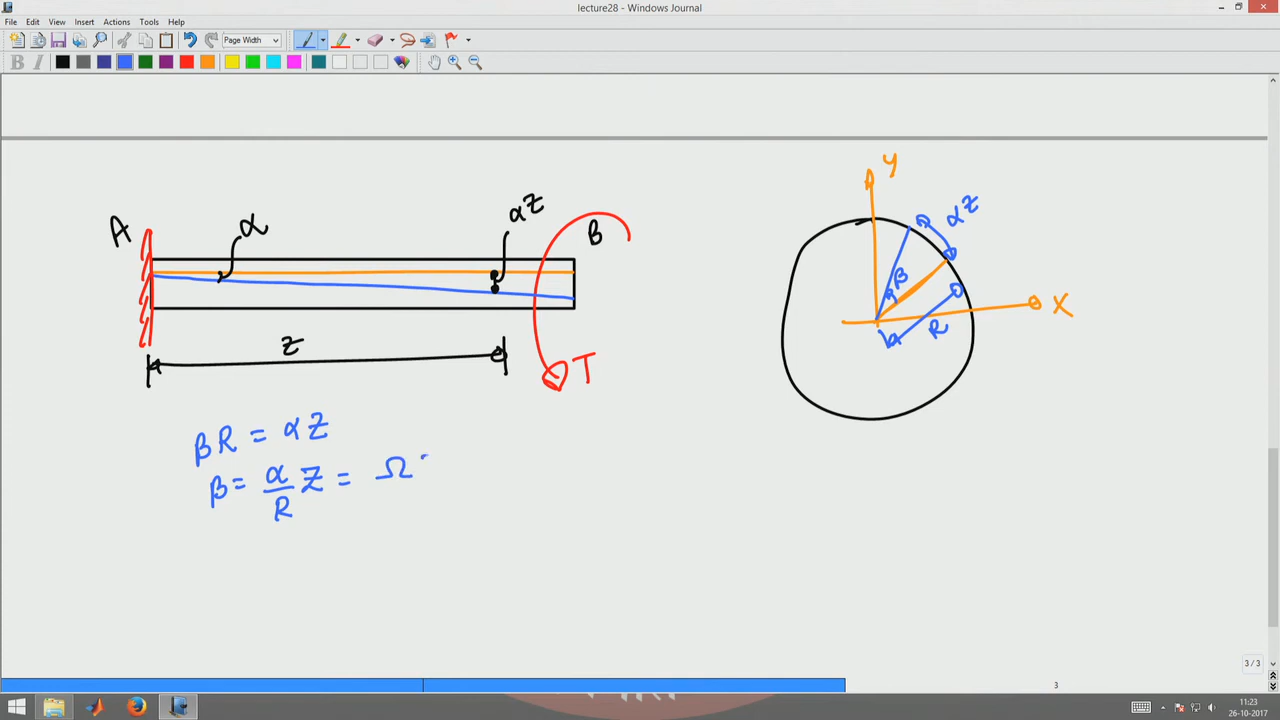 lecture28 - Windows Journal
File Edit View Insert Actions Tools Help
Page Width
B I
A
α
αZ
B
Z
T
βR = αZ
β = α/R Z = Ω
Y
αZ
β
R
X
3 / 3
3
11:23
26-10-2017